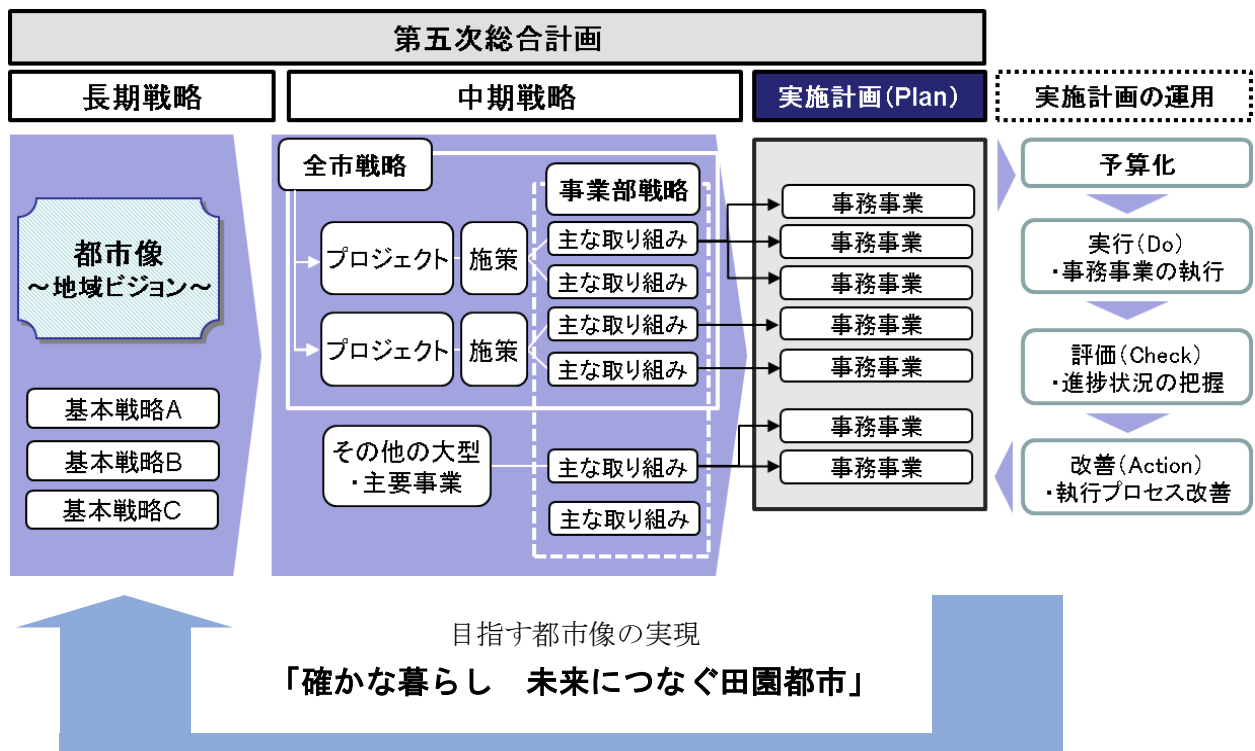 第五次総合計画
長期戦略
中期戦略
実施計画(Plan)
実施計画の運用
都市像
～地域ビジョン～
基本戦略A
基本戦略B
基本戦略C
全市戦略
事業部戦略
プロジェクト
施策
主な取り組み
主な取り組み
プロジェクト
施策
主な取り組み
主な取り組み
その他の大型
・主要事業
主な取り組み
主な取り組み
事務事業
事務事業
事務事業
事務事業
事務事業
事務事業
事務事業
予算化
実行(Do)
・事務事業の執行
評価(Check)
・進捗状況の把握
改善(Action)
・執行プロセス改善
目指す都市像の実現
「確かな暮らし　未来につなぐ田園都市」